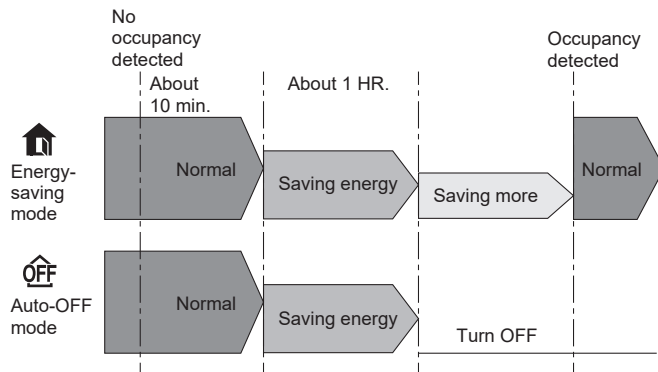 No
occupancy
detected
Occupancy
detected
About
10 min.
About 1 HR.
Energy-
saving
mode
Normal
Saving energy
Saving more
Normal
OFF
Auto-OFF
mode
Normal
Saving energy
Turn OFF